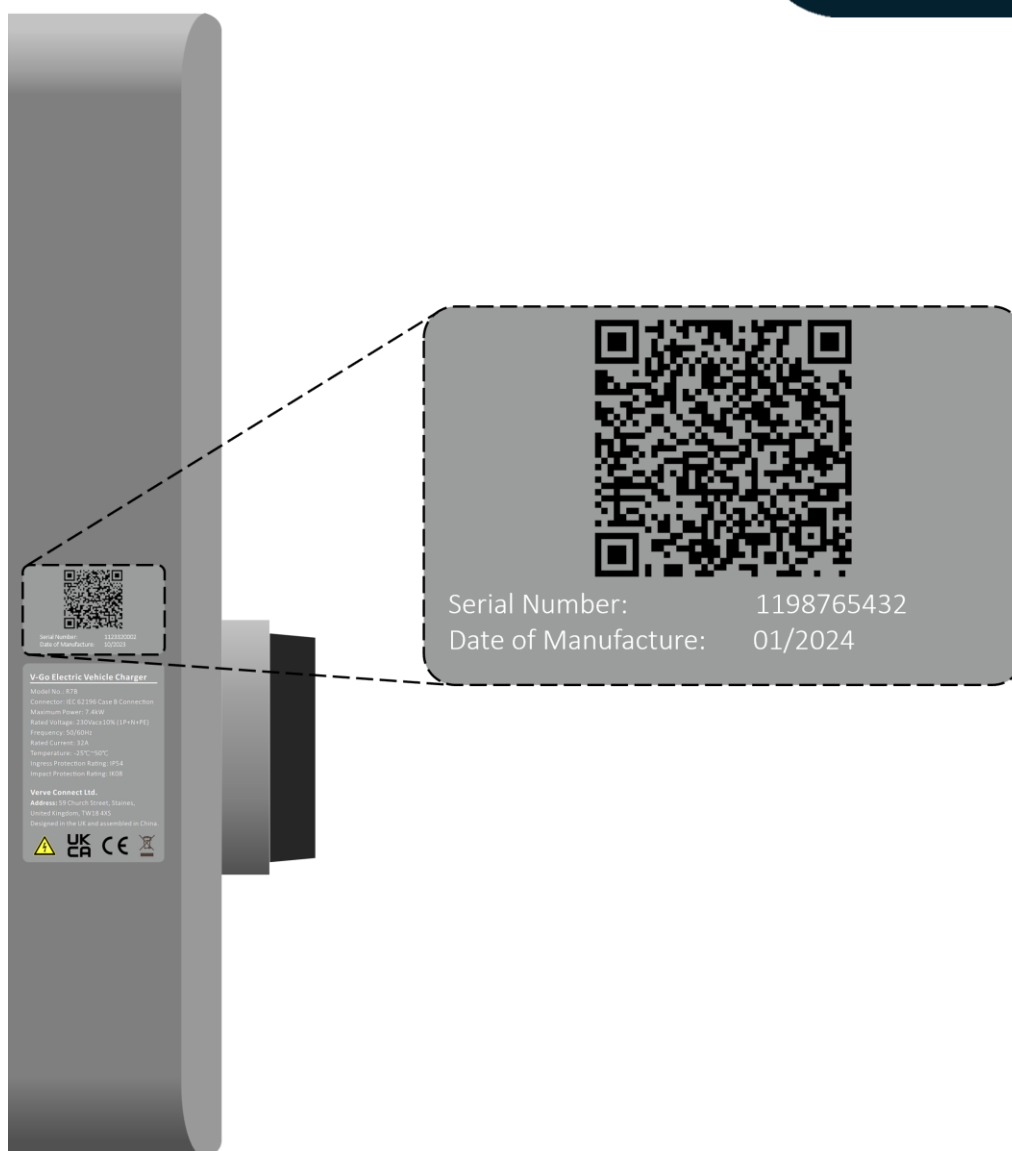 Serial Number: 1198765432
Date of Manufacture: 01/2024
Serial Number: 1123020002
Date of Manufacture: 10/2023
V-Go Electric Vehicle Charger
Model No.: R7B
Connector: IEC 62196 Case B Connection
Maximum Power: 7.4kW
Rated Voltage: 230Vac±10% (1P+N+PE)
Frequency: 50/60Hz
Rated Current: 32A
Temperature: -25℃~50℃
Ingress Protection Rating: IP54
Impact Protection Rating: IK08
Verve Connect Ltd.
Address: 59 Church Street, Staines,
United Kingdom, TW18 4XS
Designed in the UK and assembled in China.
UK
CA CE